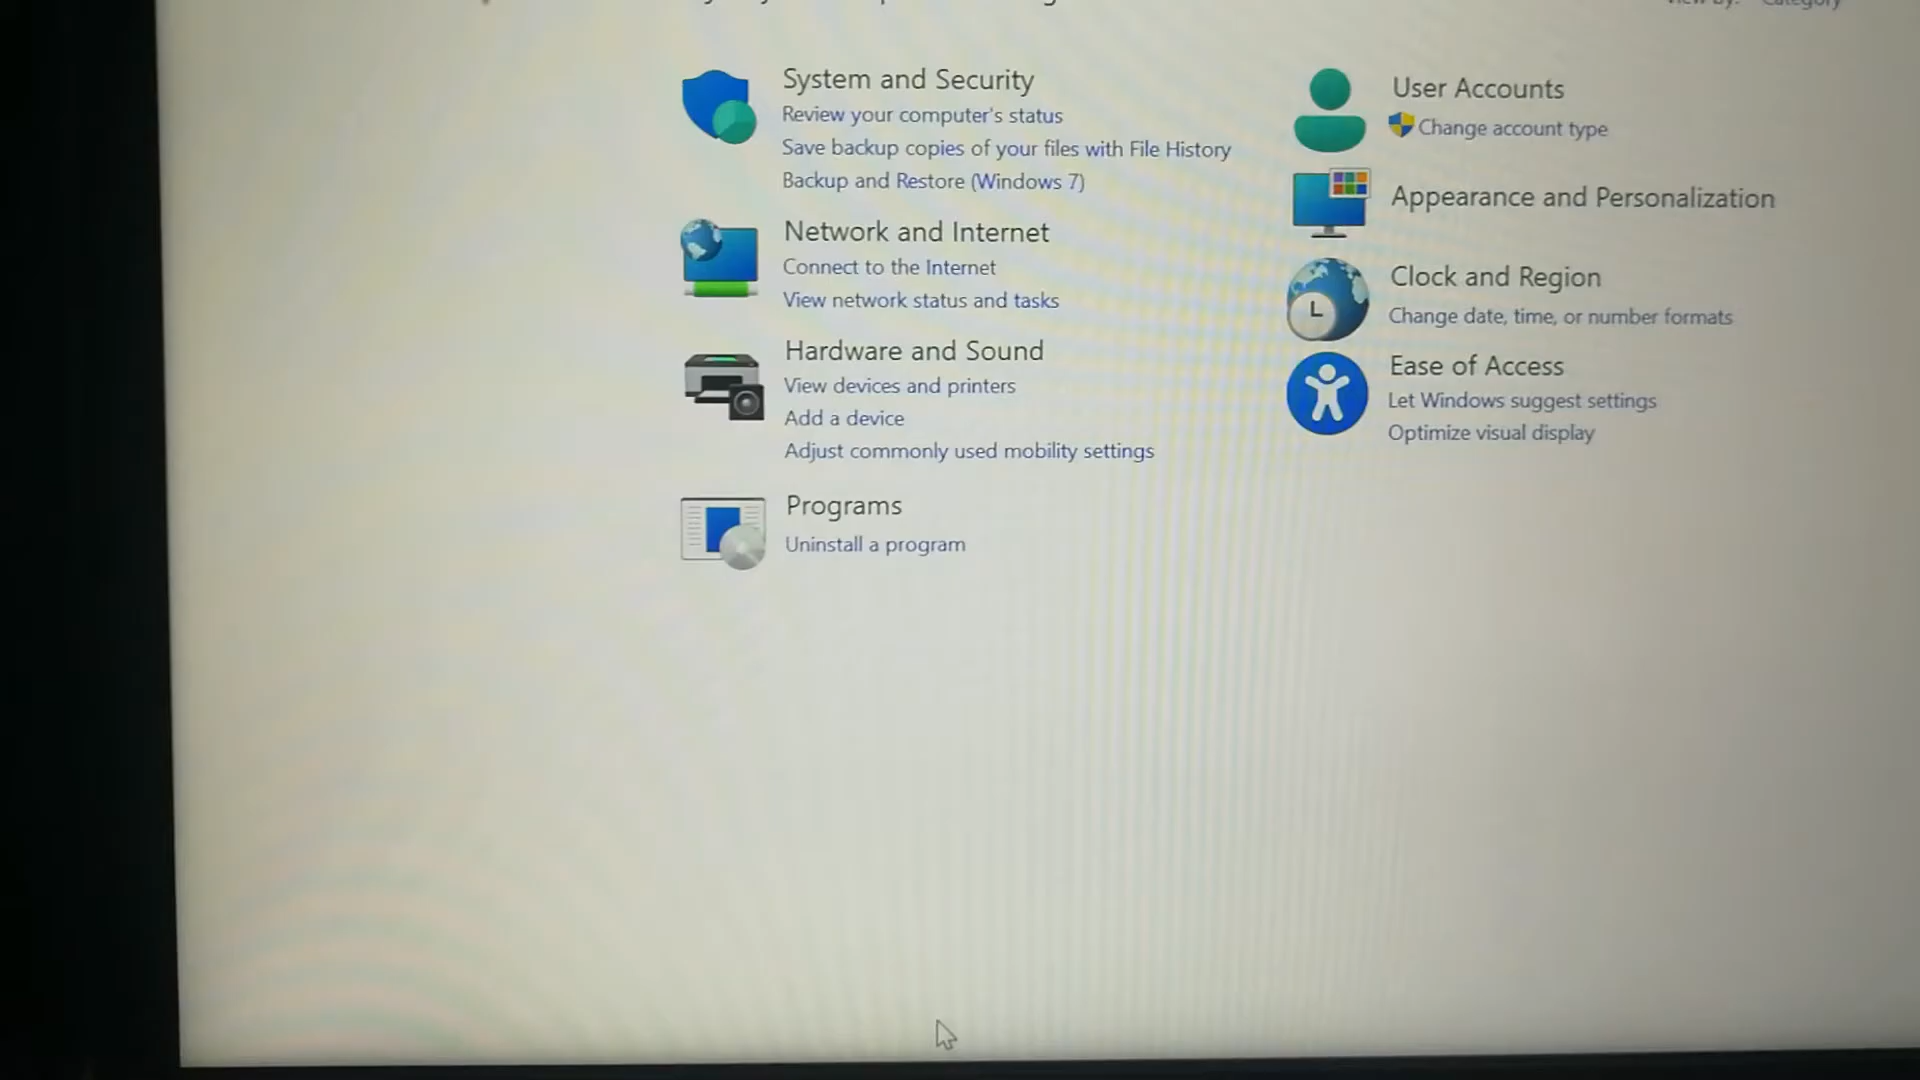 System and Security
Review your computer's status
Save backup copies of your files with File History
Backup and Restore (Windows 7)
Network and Internet
Connect to the Internet
View network status and tasks
Hardware and Sound
View devices and printers
Add a device
Adjust commonly used mobility settings
Programs
Uninstall a program
User Accounts
Change account type
Appearance and Personalization
Clock and Region
Change date, time, or number formats
Ease of Access
Let Windows suggest settings
Optimize visual display